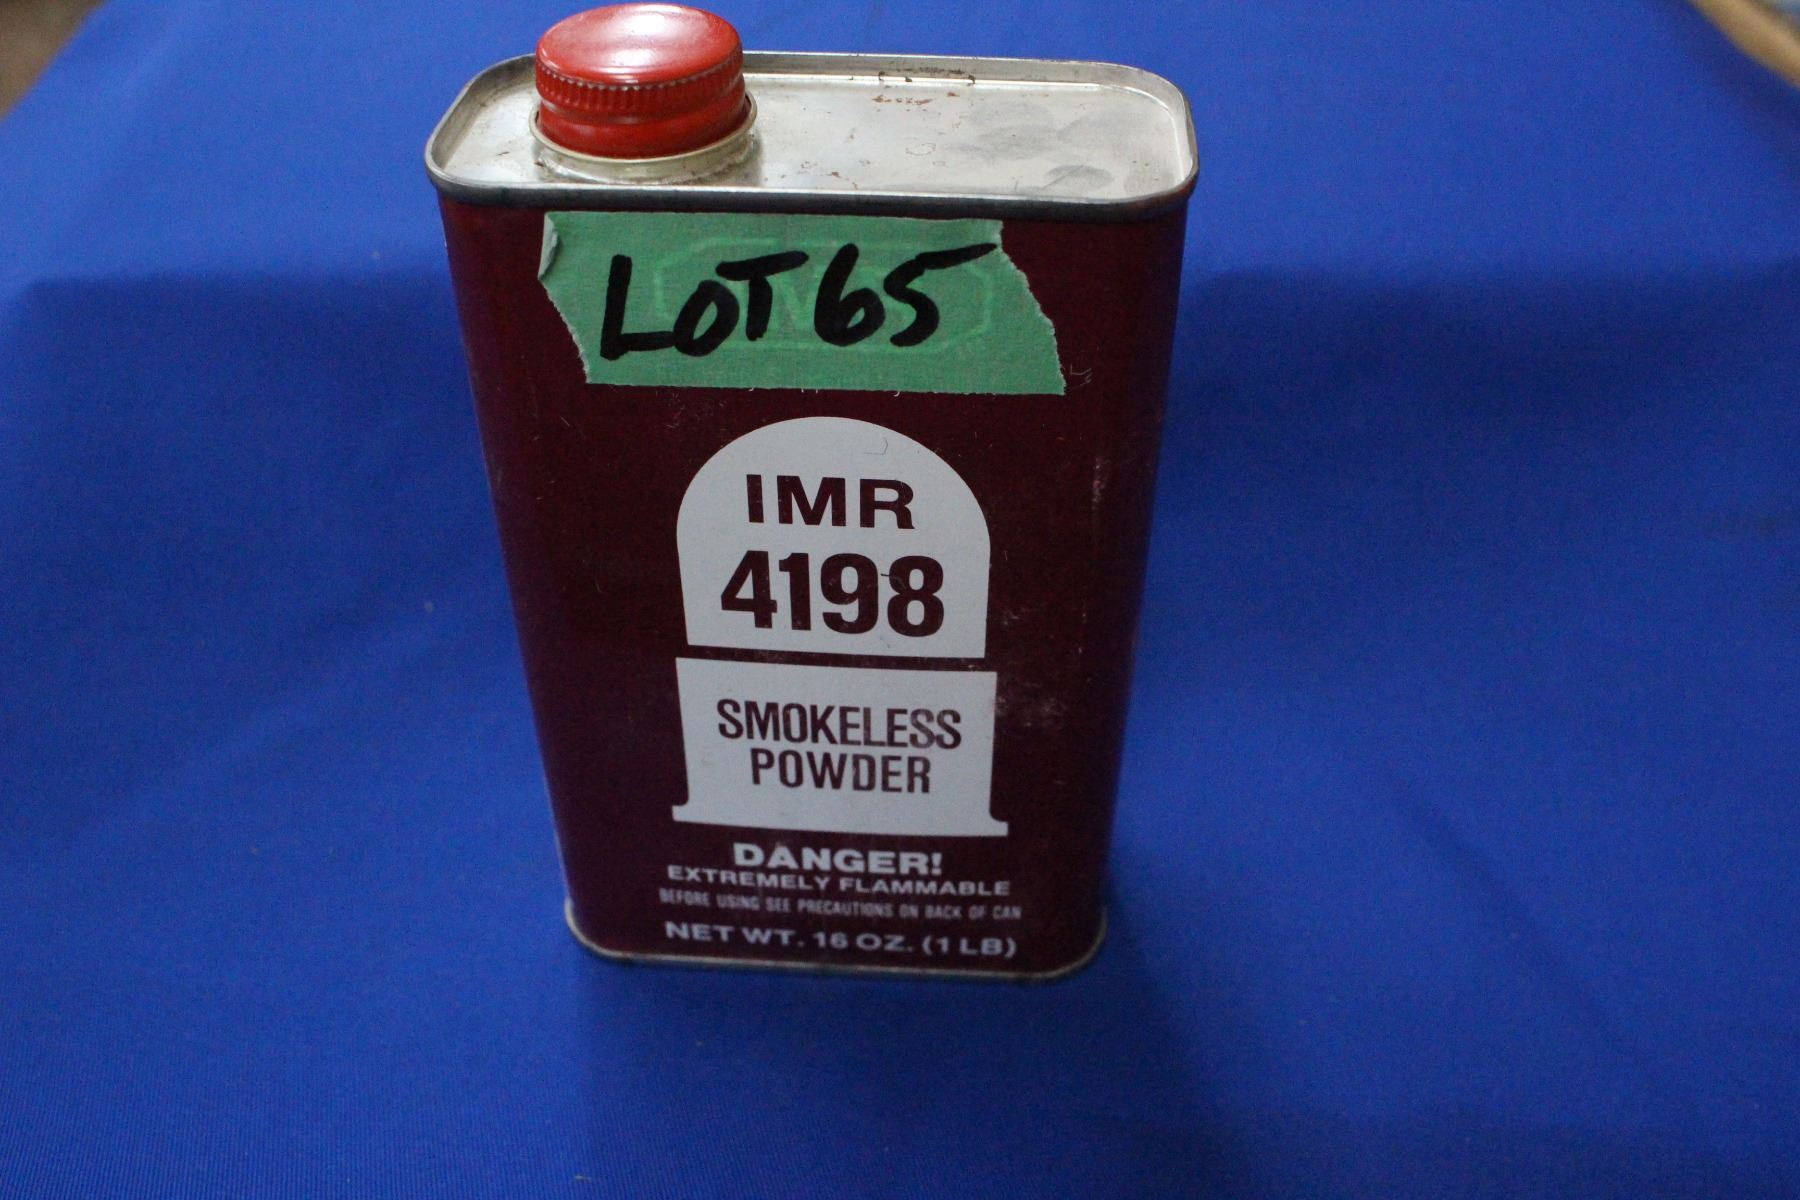 LOT 65
IMR
4198
SMOKELESS
POWDER
DANGER!
EXTREMELY FLAMMABLE
BEFORE USING SEE PRECAUTIONS ON BACK OF CAN
NET WT. 16 OZ. (1 LB)